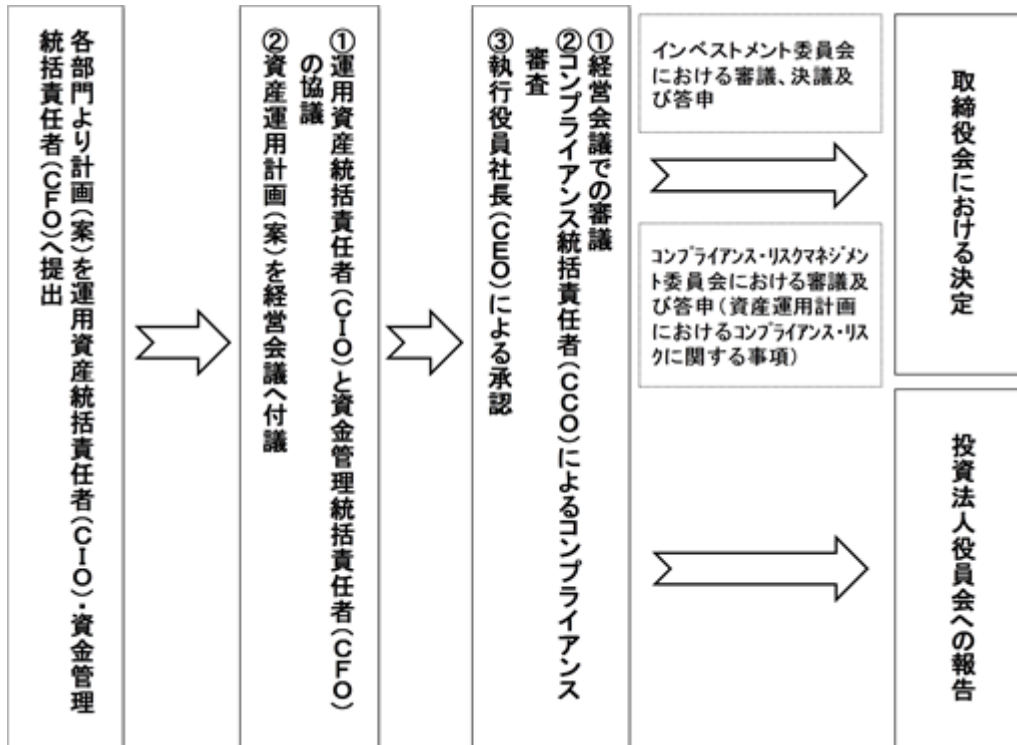 各部門より計画(案)を運用資産統括責任者(CIO)・資金管理
統括責任者(CFO)へ提出
①運用資産統括責任者(CIO)と資金管理統括責任者(CFO)
の協議
②資産運用計画(案)を経営会議へ付議
①経営会議での審議
②コンプライアンス統括責任者(CCO)によるコンプライアンス
審査
③執行役員社長(CEO)による承認
インベストメント委員会
における審議、決議及
び答申
コンプライアンス・リスクマネジメン
ト委員会における審議及
び答申(資産運用計画
におけるコンプライアンス・リス
クに関する事項)
取締役会における決定
投資法人役員会への報告